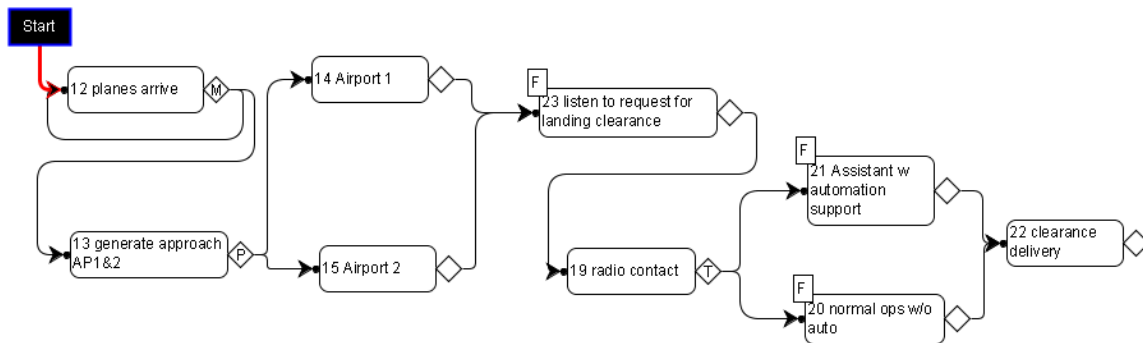 Start
12 planes arrive
M
13 generate approach
AP1&2
P
14 Airport 1
15 Airport 2
F
23 listen to request for
landing clearance
19 radio contact
T
F
21 Assistant w
automation
support
F
20 normal ops w/o
auto
22 clearance
delivery